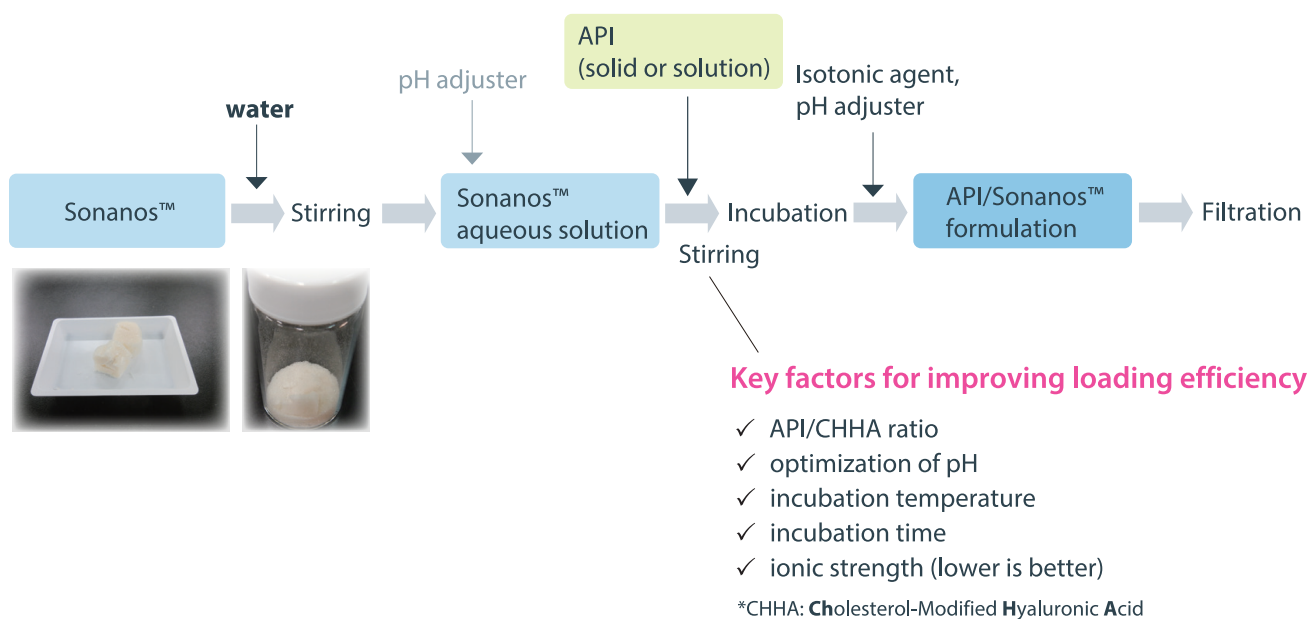 API
(solid or solution)
pH adjuster
Isotonic agent,
pH adjuster
water
Sonanos™
Stirring
Sonanos™
aqueous solution
Incubation
Stirring
API/Sonanos™
formulation
Filtration
Key factors for improving loading efficiency
✓ API/CHHA ratio
✓ optimization of pH
✓ incubation temperature
✓ incubation time
✓ ionic strength (lower is better)
*CHHA: Cholesterol-Modified Hyaluronic Acid